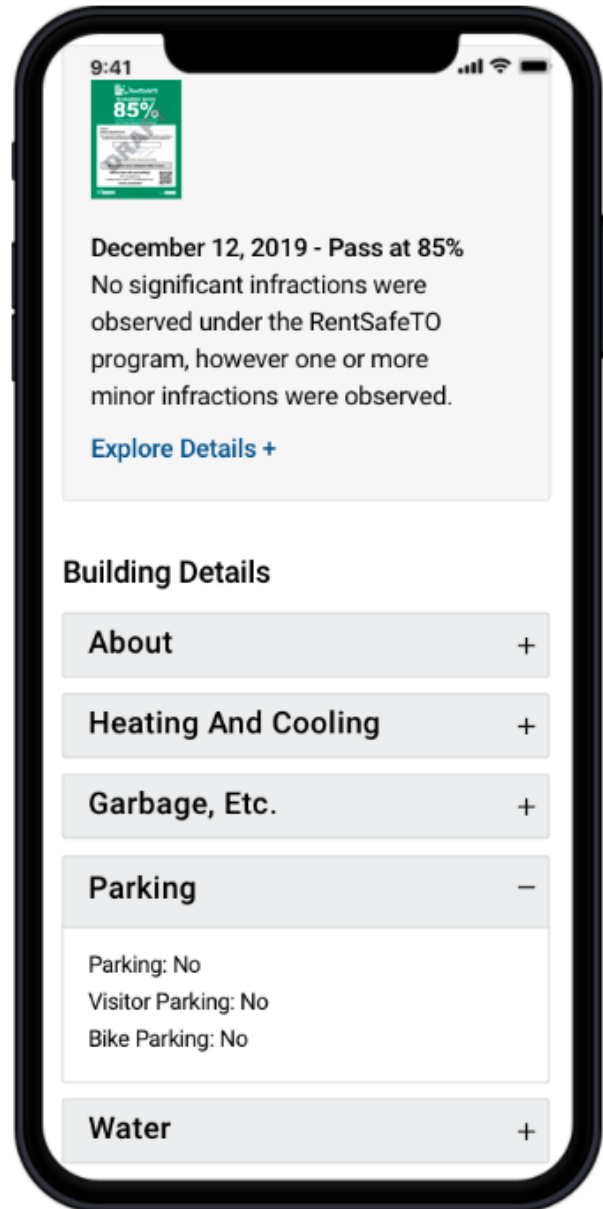 9:41
85%
DRAFT
December 12, 2019 - Pass at 85%
No significant infractions were
observed under the RentSafeTO
program, however one or more
minor infractions were observed.
Explore Details +
Building Details
About +
Heating And Cooling +
Garbage, Etc. +
Parking −
Parking: No
Visitor Parking: No
Bike Parking: No
Water +